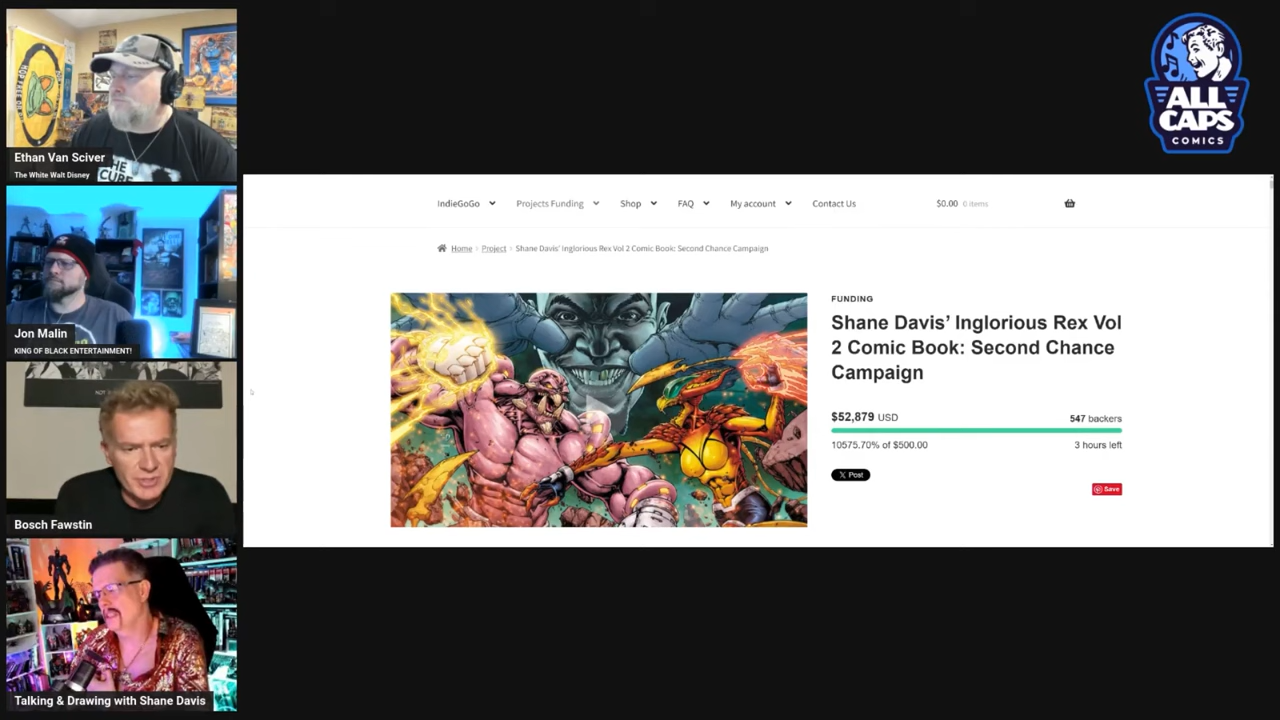 Ethan Van Sciver
The White Walt Disney
THE
CURE
Jon Malin
KING OF BLACK ENTERTAINMENT!
NOT
Bosch Fawstin
Talking & Drawing with Shane Davis
ALL
CAPS
COMICS
IndieGoGo
Projects Funding
Shop
FAQ
My account
Contact Us
$0.00 0 items
Home › Project › Shane Davis' Inglorious Rex Vol 2 Comic Book: Second Chance Campaign
FUNDING
Shane Davis’ Inglorious Rex Vol
2 Comic Book: Second Chance
Campaign
$52,879 USD
547 backers
10575.70% of $500.00
3 hours left
X Post
Save